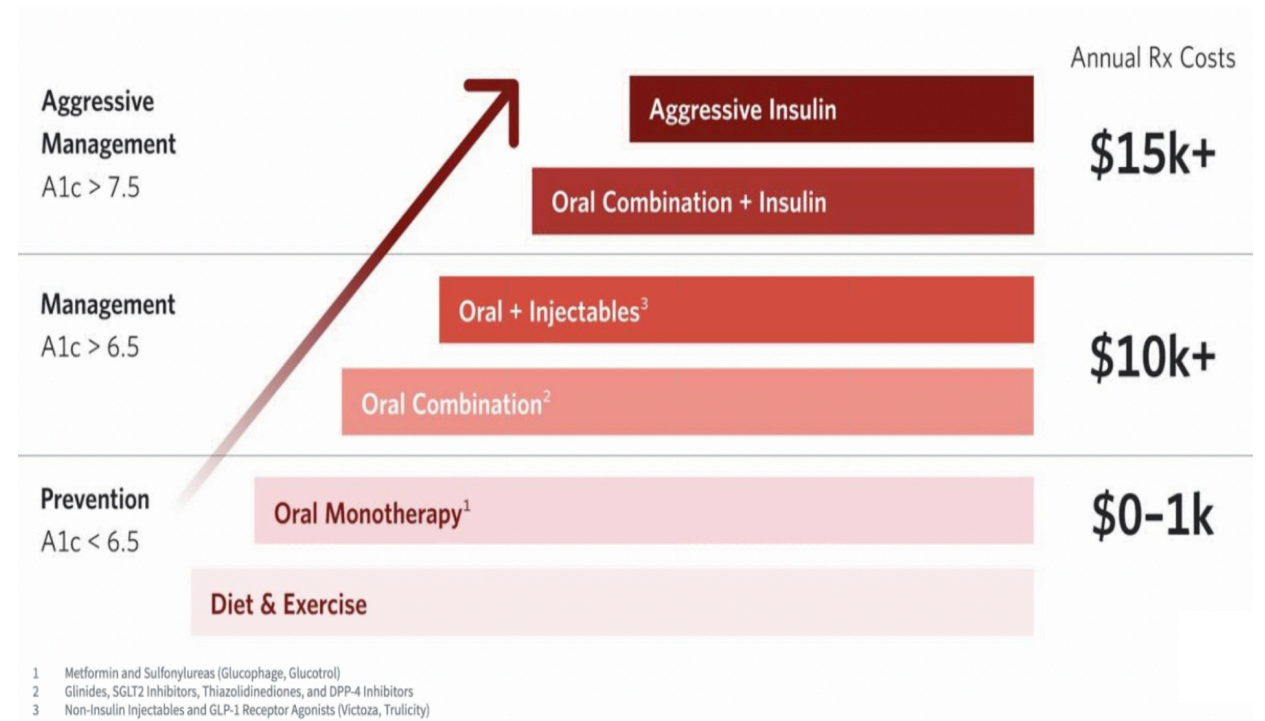 Annual Rx Costs
Aggressive
Management
A1c > 7.5
Aggressive Insulin
Oral Combination + Insulin
$15k+
Management
A1c > 6.5
Oral + Injectables³
Oral Combination²
$10k+
Prevention
A1c < 6.5
Oral Monotherapy¹
Diet & Exercise
$0–1k
1 Metformin and Sulfonylureas (Glucophage, Glucotrol)
2 Glinides, SGLT2 Inhibitors, Thiazolidinediones, and DPP-4 Inhibitors
3 Non-Insulin Injectables and GLP-1 Receptor Agonists (Victoza, Trulicity)